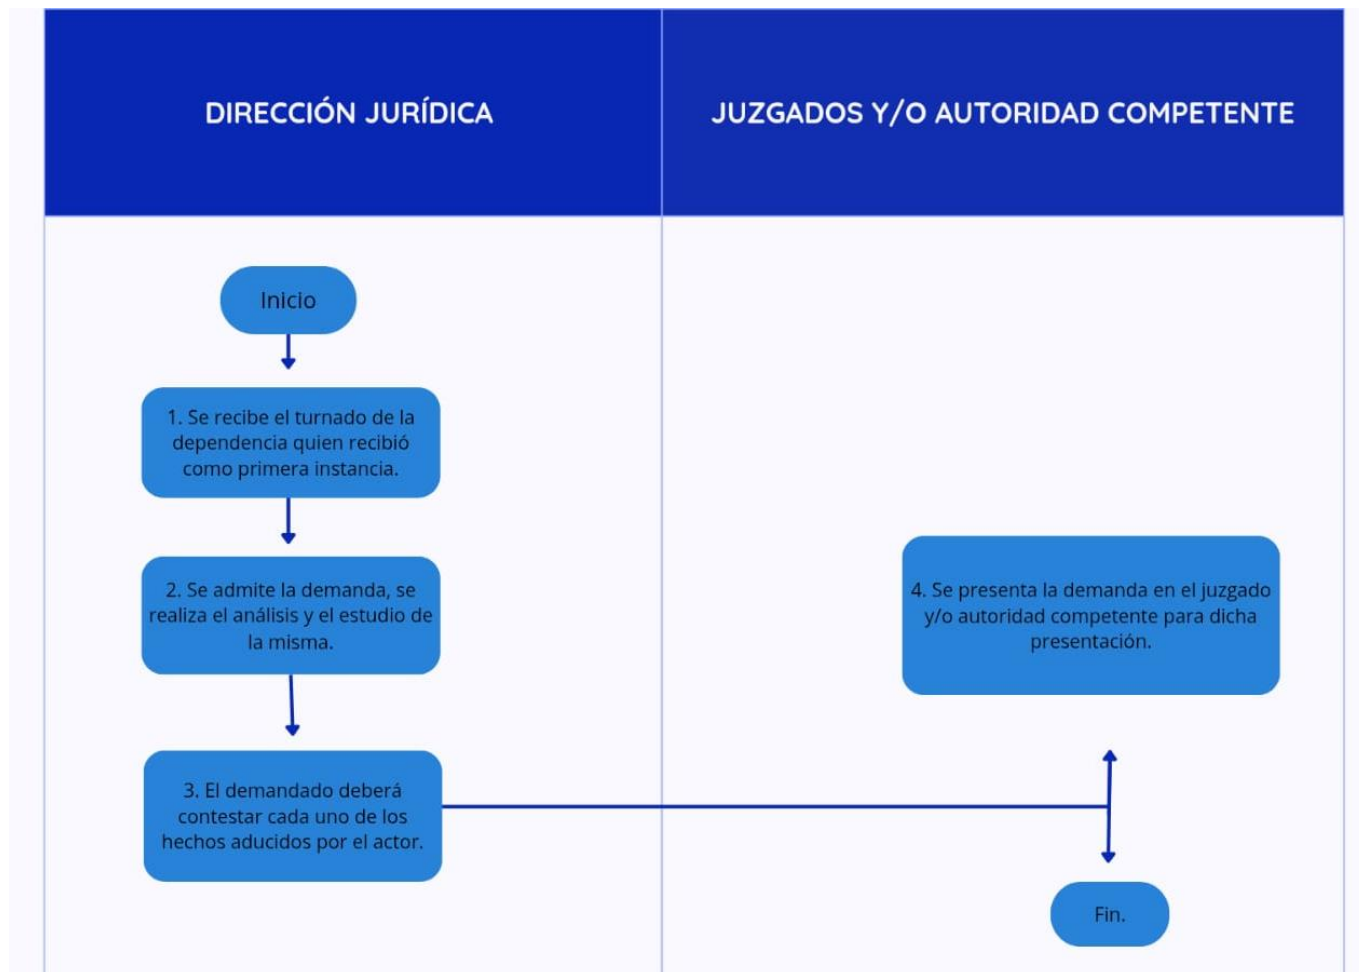 DIRECCIÓN JURÍDICA
JUZGADOS Y/O AUTORIDAD COMPETENTE
Inicio
1. Se recibe el turnado de la
dependencia quien recibió
como primera instancia.
2. Se admite la demanda, se
realiza el análisis y el estudio de
la misma.
3. El demandado deberá
contestar cada uno de los
hechos aducidos por el actor.
4. Se presenta la demanda en el juzgado
y/o autoridad competente para dicha
presentación.
Fin.